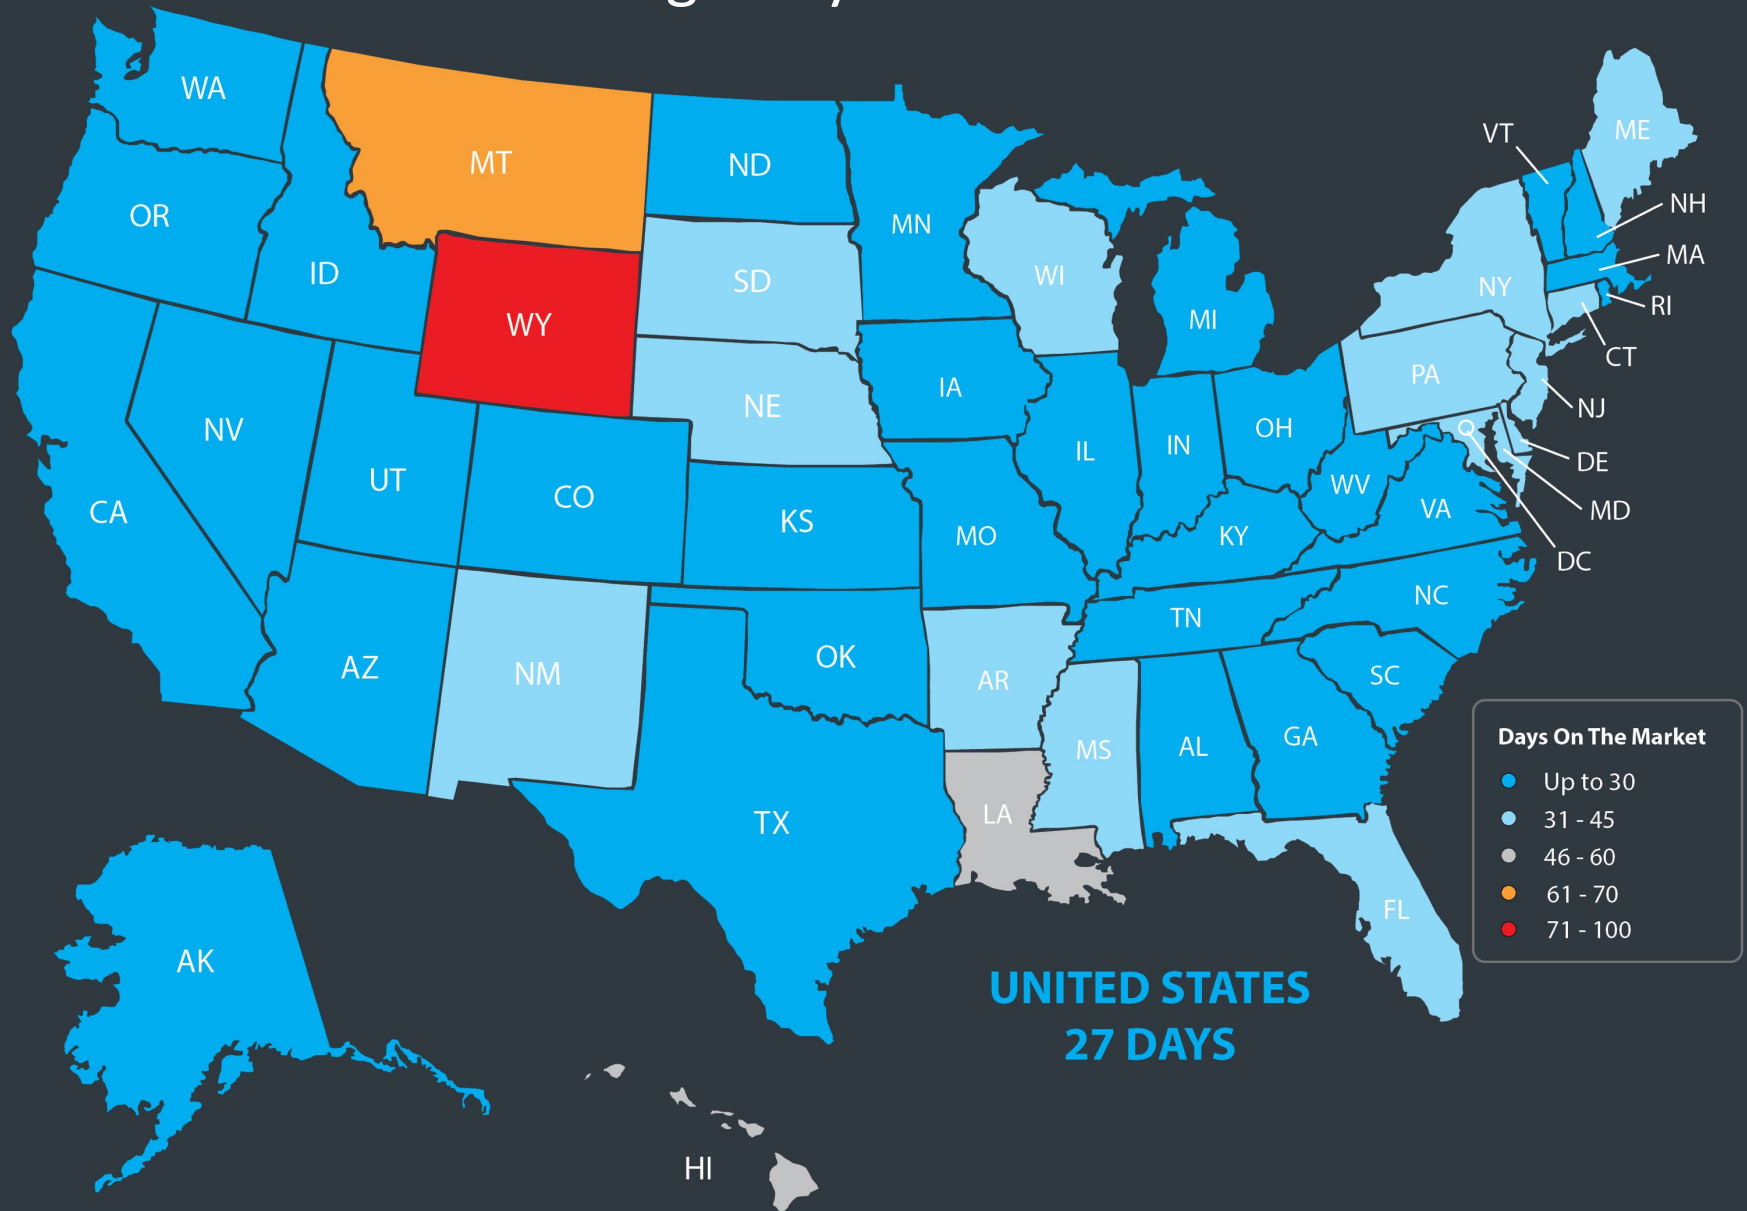 WA
MT
ND
OR
ID
MN
SD
WY
WI
MI
ME
VT
NH
NY
MA
RI
CT
PA
NJ
NE
IA
NV
UT
CO
CA
IL
IN
OH
DE
MD
DC
WV
VA
KS
MO
KY
NC
TN
OK
AZ
NM
AR
SC
MS
AL
GA
TX
LA
FL
AK
HI
Days On The Market
Up to 30
31 - 45
46 - 60
61 - 70
71 - 100
UNITED STATES
27 DAYS